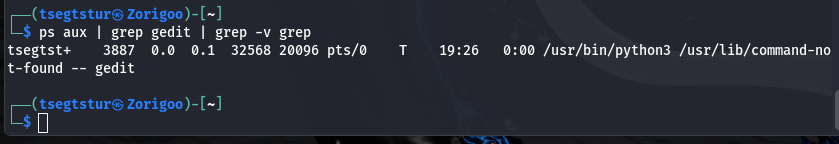 ┌──(tsegtstur㉿Zorigoo)-[~]
└─$ ps aux | grep gedit | grep -v grep
tsegtst+    3887  0.0  0.1  32568 20096 pts/0    T    19:26   0:00 /usr/bin/python3 /usr/lib/command-no
t-found -- gedit
┌──(tsegtstur㉿Zorigoo)-[~]
└─$